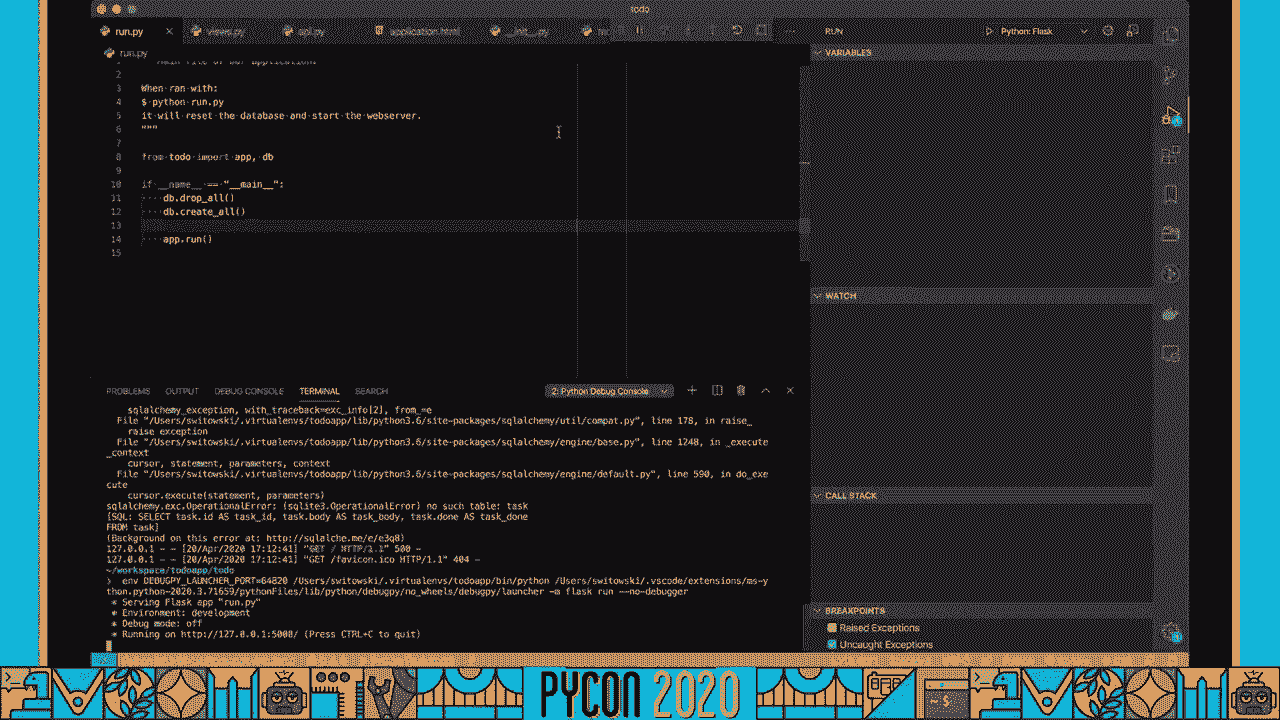 todo
run.py
views.py
api.py
application.html
__init__.py
RUN
Python: Flask
run.py
VARIABLES
1 Main file of our application.
2
3 When ran with:
4 $ python run.py
5 it will reset the database and start the webserver.
6 """
7
8 from todo import app, db
9
10 if __name__ == "__main__":
11 db.drop_all()
12 db.create_all()
13
14 app.run()
15
WATCH
PROBLEMS OUTPUT DEBUG CONSOLE TERMINAL SEARCH
2: Python Debug Console
sqlalchemy_exception, with_traceback=exc_info[2], from_=e
File "/Users/switowski/.virtualenvs/todoapp/lib/python3.6/site-packages/sqlalchemy/util/compat.py", line 178, in raise_
raise exception
File "/Users/switowski/.virtualenvs/todoapp/lib/python3.6/site-packages/sqlalchemy/engine/base.py", line 1248, in _execute
_context
cursor, statement, parameters, context
File "/Users/switowski/.virtualenvs/todoapp/lib/python3.6/site-packages/sqlalchemy/engine/default.py", line 590, in do_exe
cute
cursor.execute(statement, parameters)
sqlalchemy.exc.OperationalError: (sqlite3.OperationalError) no such table: task
[SQL: SELECT task.id AS task_id, task.body AS task_body, task.done AS task_done
FROM task]
(Background on this error at: http://sqlalche.me/e/e3q8)
127.0.0.1 - - [20/Apr/2020 17:12:41] "GET / HTTP/1.1" 500 -
127.0.0.1 - - [20/Apr/2020 17:12:41] "GET /favicon.ico HTTP/1.1" 404 -
~/workspace/todoapp/todo
❯ env DEBUGPY_LAUNCHER_PORT=64820 /Users/switowski/.virtualenvs/todoapp/bin/python /Users/switowski/.vscode/extensions/ms-p
ython.python-2020.3.71659/pythonFiles/lib/python/debugpy/no_wheels/debugpy/launcher -m flask run --no-debugger
* Serving Flask app "run.py"
* Environment: development
* Debug mode: off
* Running on http://127.0.0.1:5000/ (Press CTRL+C to quit)
CALL STACK
BREAKPOINTS
Raised Exceptions
Uncaught Exceptions
PYCON 2020